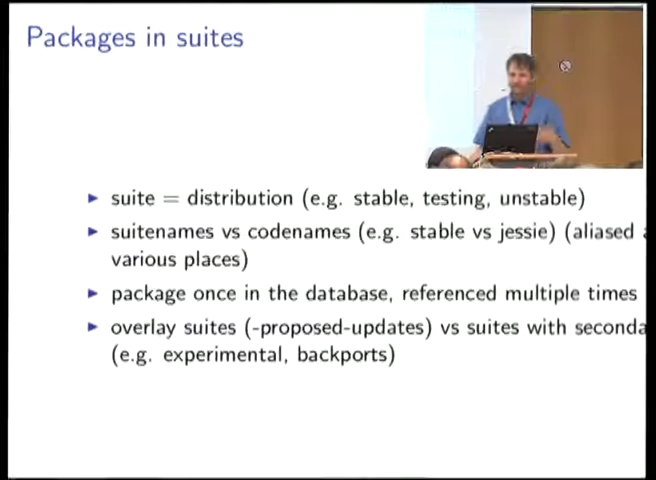 Packages in suites
▶ suite = distribution (e.g. stable, testing, unstable)
▶ suitenames vs codenames (e.g. stable vs jessie) (aliased
various places)
▶ package once in the database, referenced multiple times
▶ overlay suites (-proposed-updates) vs suites with
(e.g. experimental, backports)